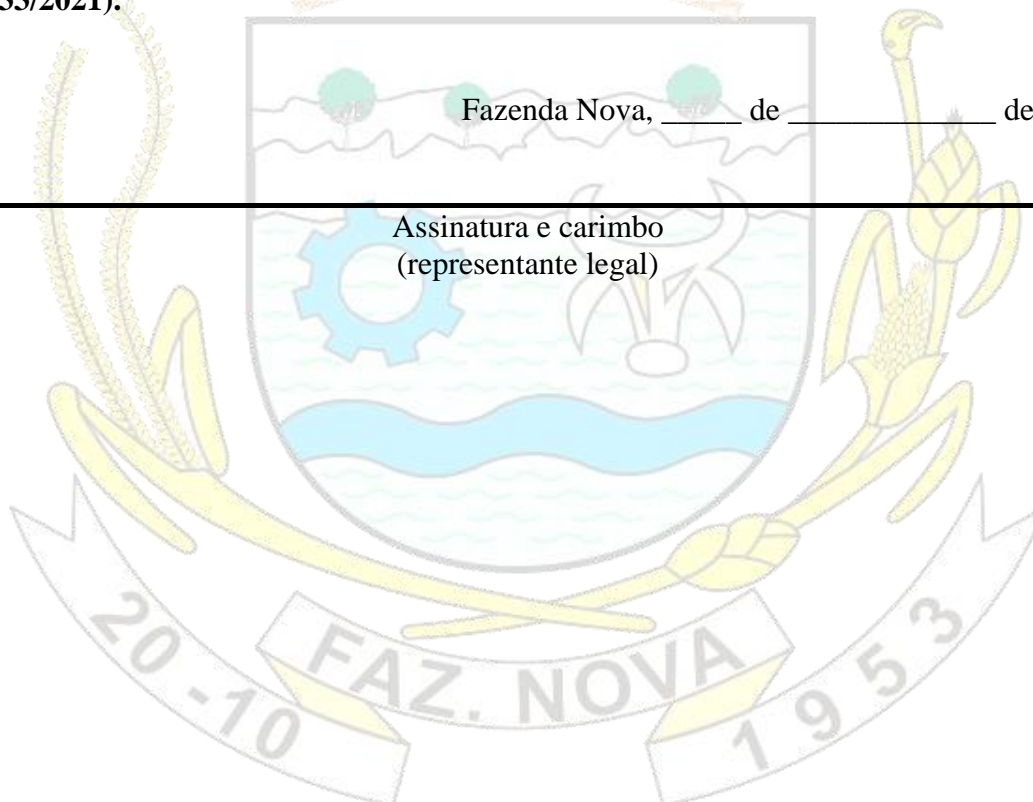 33/2021).
Fazenda Nova, _____ de _____________ de
Assinatura e carimbo
(representante legal)
20-10
FAZ. NOVA
1953